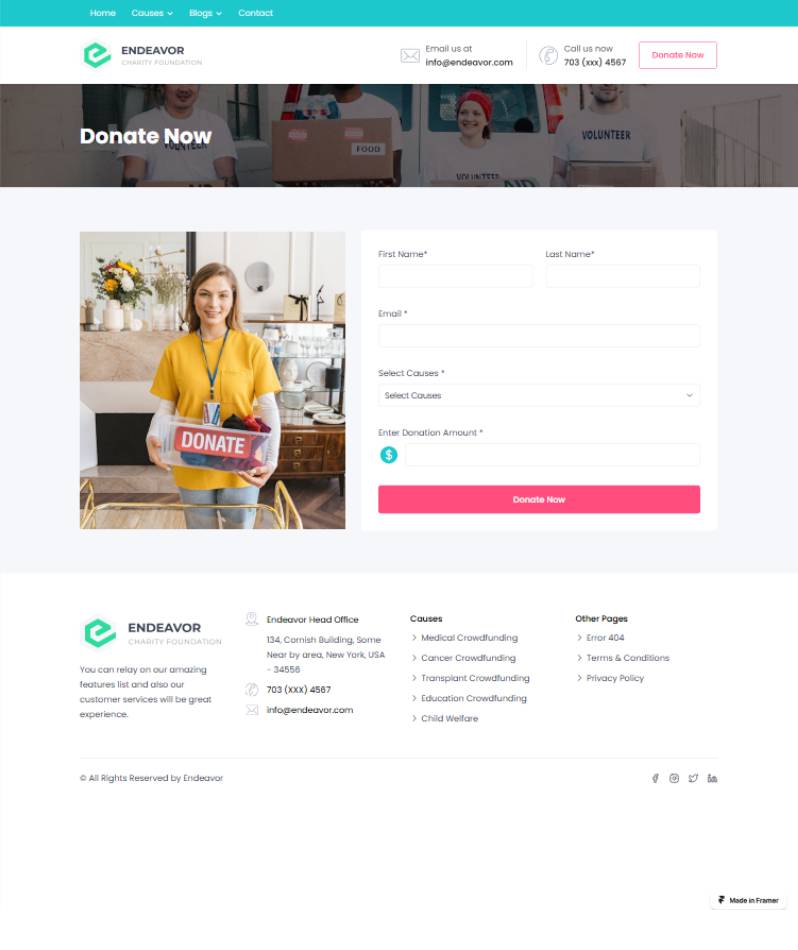 Home Causes Blogs Contact
ENDEAVOR
CHARITY FOUNDATION
Email us at
info@endeavor.com
Call us now
703 (xxx) 4567
Donate Now
Donate Now
VOLUNTEER
FOOD
VOLUNTEER
VOLUNTEER
First Name*
Last Name*
Email *
Select Causes *
Select Causes
Enter Donation Amount *
$
Donate Now
DONATE
ENDEAVOR
CHARITY FOUNDATION
You can relay on our amazing
features list and also our
customer services will be great
experience.
Endeavor Head Office
134, Cornish Building, Some
Near by area, New York, USA
- 34556
703 (XXX) 4567
info@endeavor.com
Causes
Medical Crowdfunding
Cancer Crowdfunding
Transplant Crowdfunding
Education Crowdfunding
Child Welfare
Other Pages
Error 404
Terms & Conditions
Privacy Policy
© All Rights Reserved by Endeavor
Made in Framer